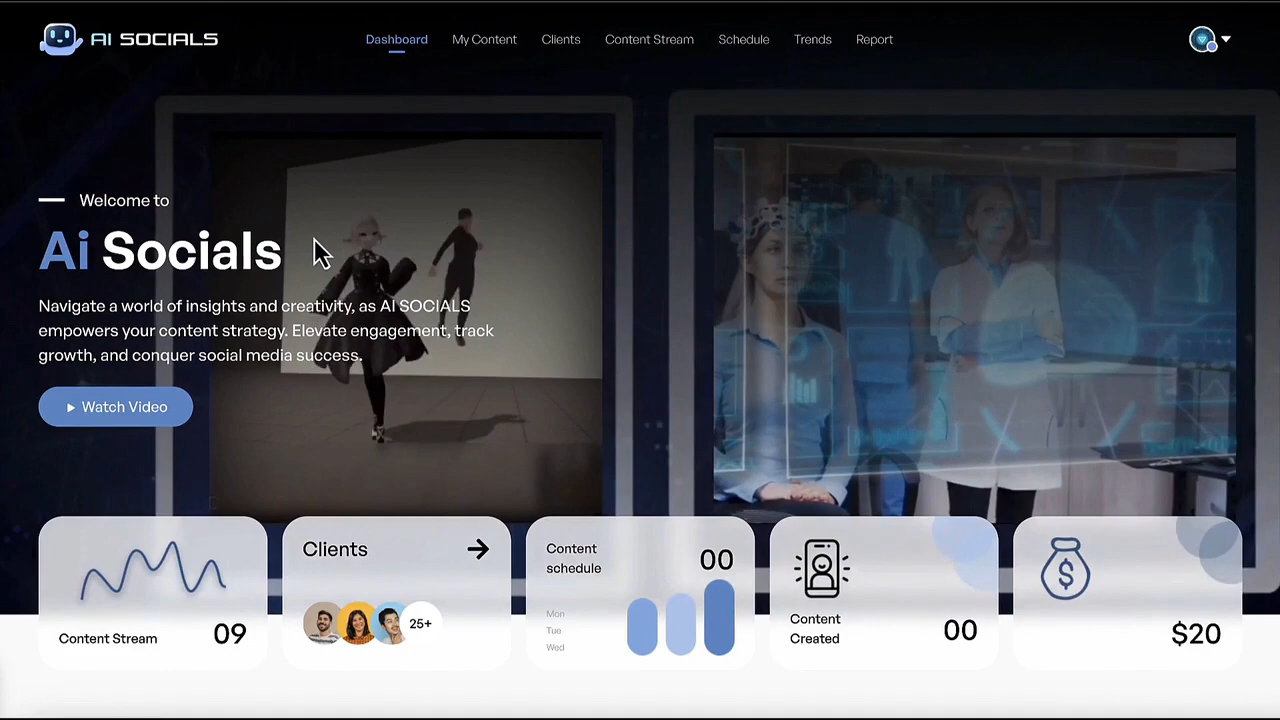 AI SOCIALS
Dashboard My Content Clients Content Stream Schedule Trends Report
Welcome to
Ai Socials
Navigate a world of insights and creativity, as AI SOCIALS
empowers your content strategy. Elevate engagement, track
growth, and conquer social media success.
Watch Video
Content Stream
09
Clients
25+
Content
schedule
00
Mon
Tue
Wed
Content
Created
00
$
$20